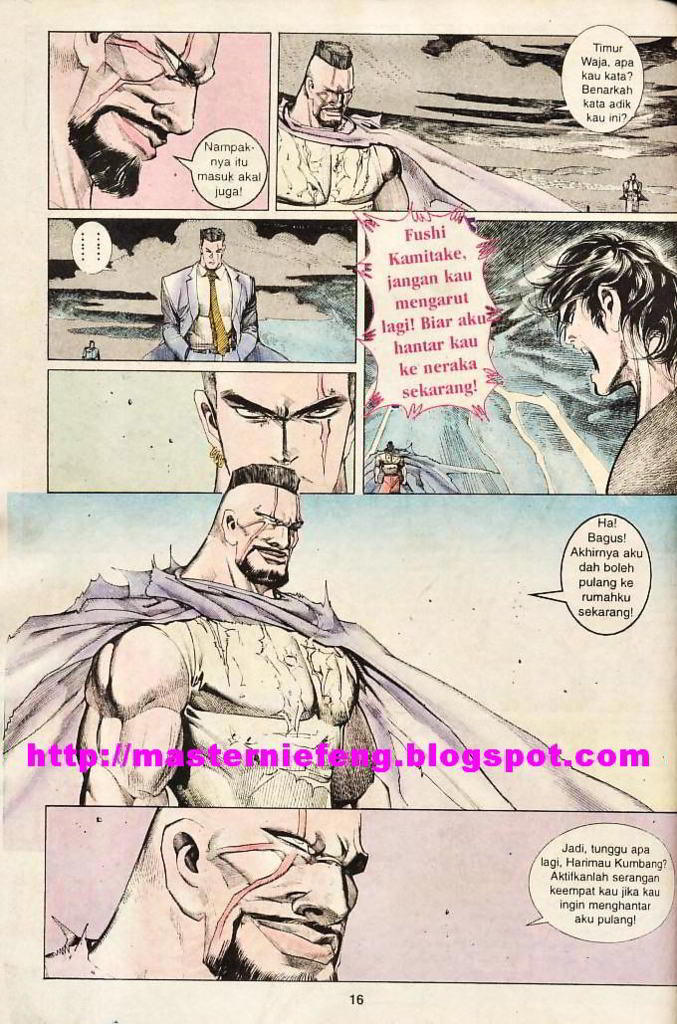 Nampak-
nya itu
masuk akal
juga!
Timur
Waja, apa
kau kata?
Benarkah
kata adik
kau ini?
Fushi
Kamitake,
jangan kau
mengarut
lagi! Biar aku
hantar kau
ke neraka
sekarang!
Ha!
Bagus!
Akhirnya aku
dah boleh
pulang ke
rumahku
sekarang!
http://masterniefeng.blogspot.com
Jadi, tunggu apa
lagi, Harimau Kumbang?
Aktifkanlah serangan
keempat kau jika kau
ingin menghantar
aku pulang!
16